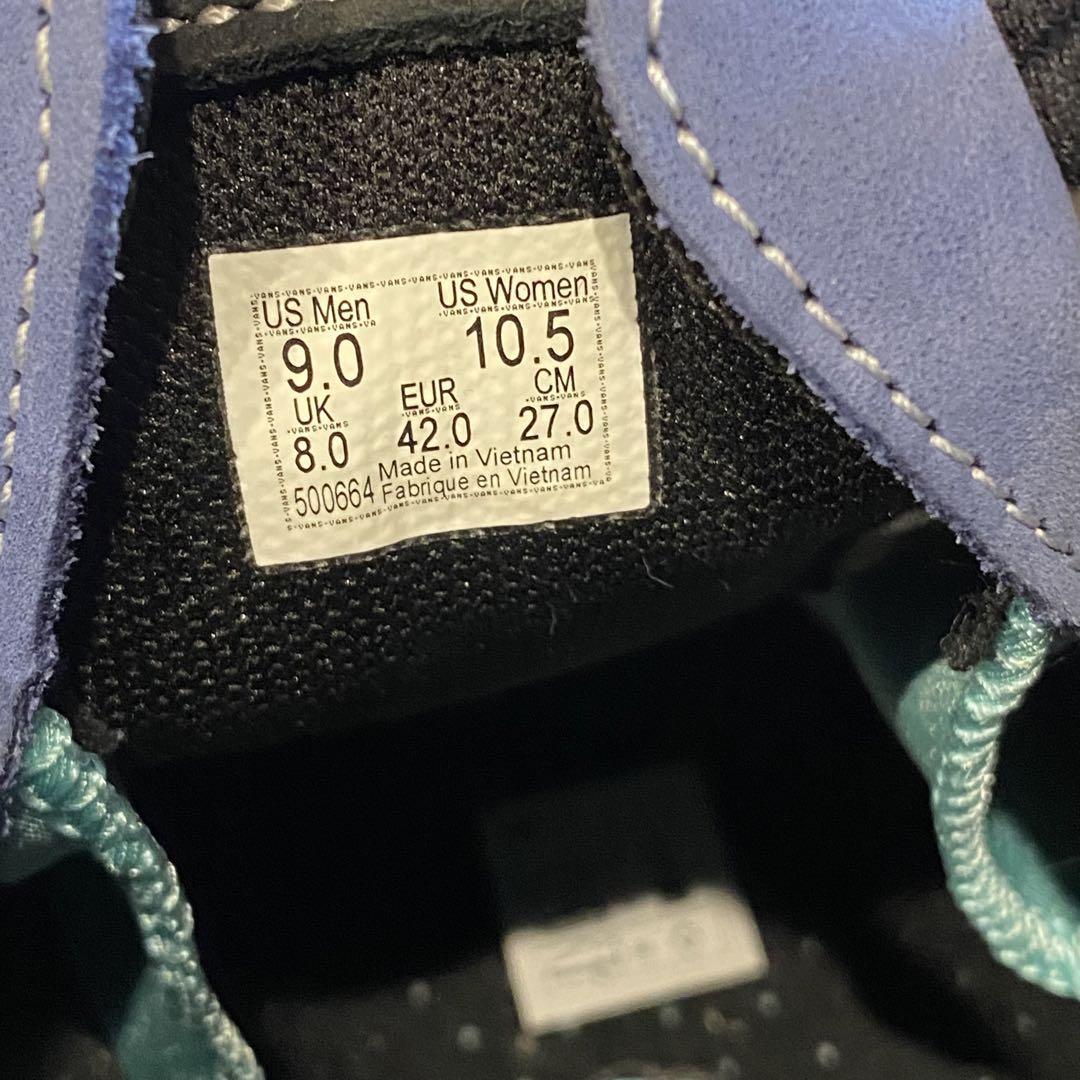 US Men US Women
9.0 10.5
UK EUR CM
8.0 42.0 27.0
Made in Vietnam
500664 Fabrique en Vietnam